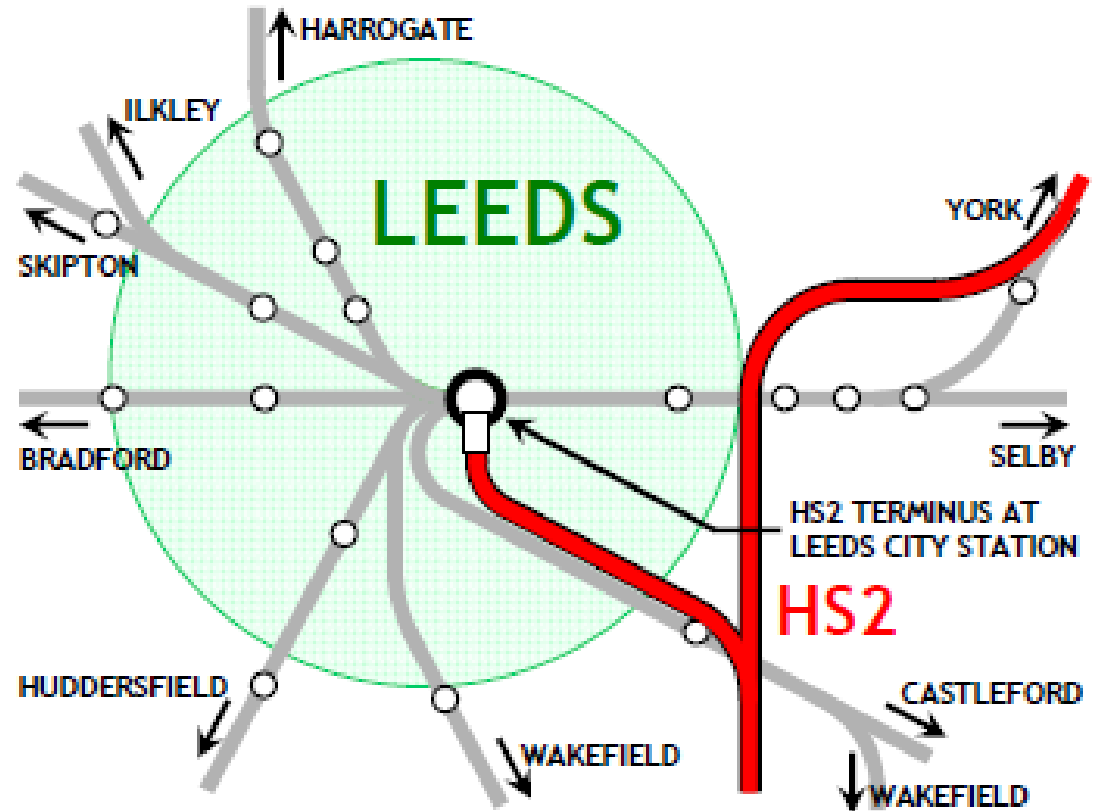 HARROGATE
ILKLEY
LEEDS
YORK
SKIPTON
BRADFORD
SELBY
HS2 TERMINUS AT
LEEDS CITY STATION
HS2
HUDDERSFIELD
CASTLEFORD
WAKEFIELD
WAKEFIELD